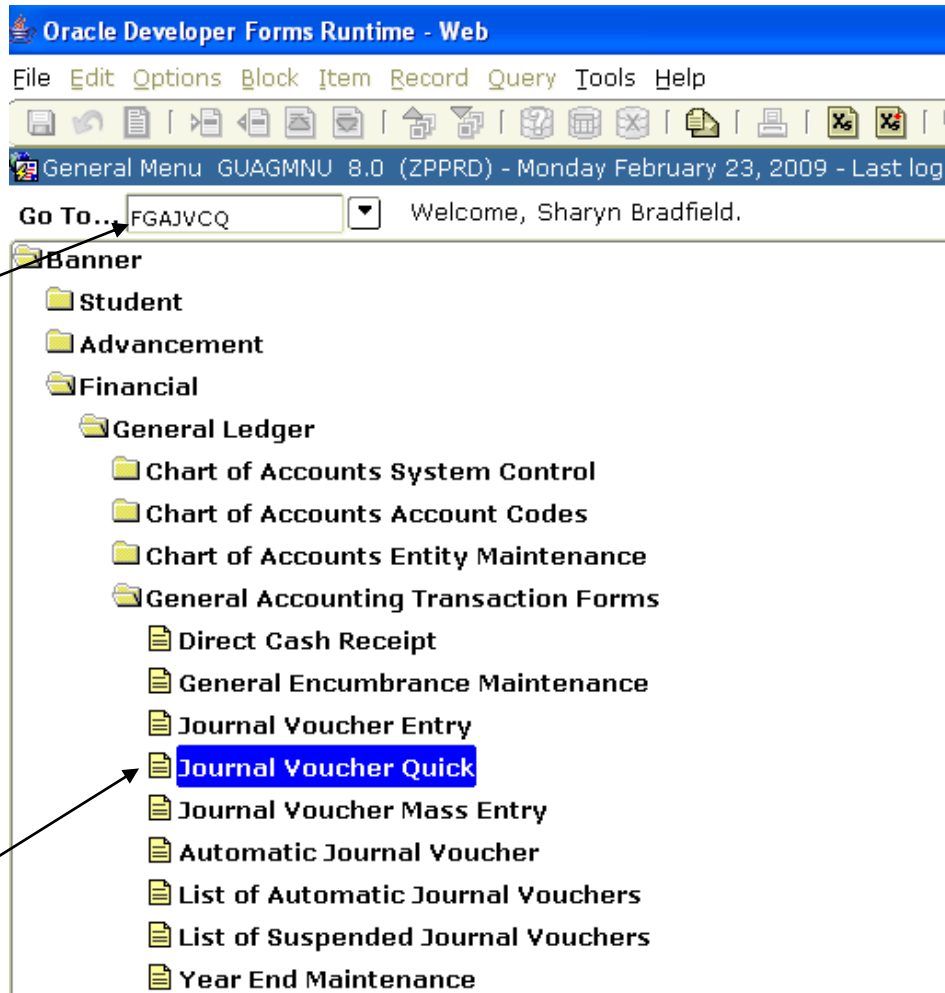 Oracle Developer Forms Runtime - Web
File Edit Options Block Item Record Query Tools Help
General Menu GUAGMNU 8.0 (ZPPRD) - Monday February 23, 2009 - Last log
Go To... FGAJVCQ Welcome, Sharyn Bradfield.
Banner
Student
Advancement
Financial
General Ledger
Chart of Accounts System Control
Chart of Accounts Account Codes
Chart of Accounts Entity Maintenance
General Accounting Transaction Forms
Direct Cash Receipt
General Encumbrance Maintenance
Journal Voucher Entry
Journal Voucher Quick
Journal Voucher Mass Entry
Automatic Journal Voucher
List of Automatic Journal Vouchers
List of Suspended Journal Vouchers
Year End Maintenance